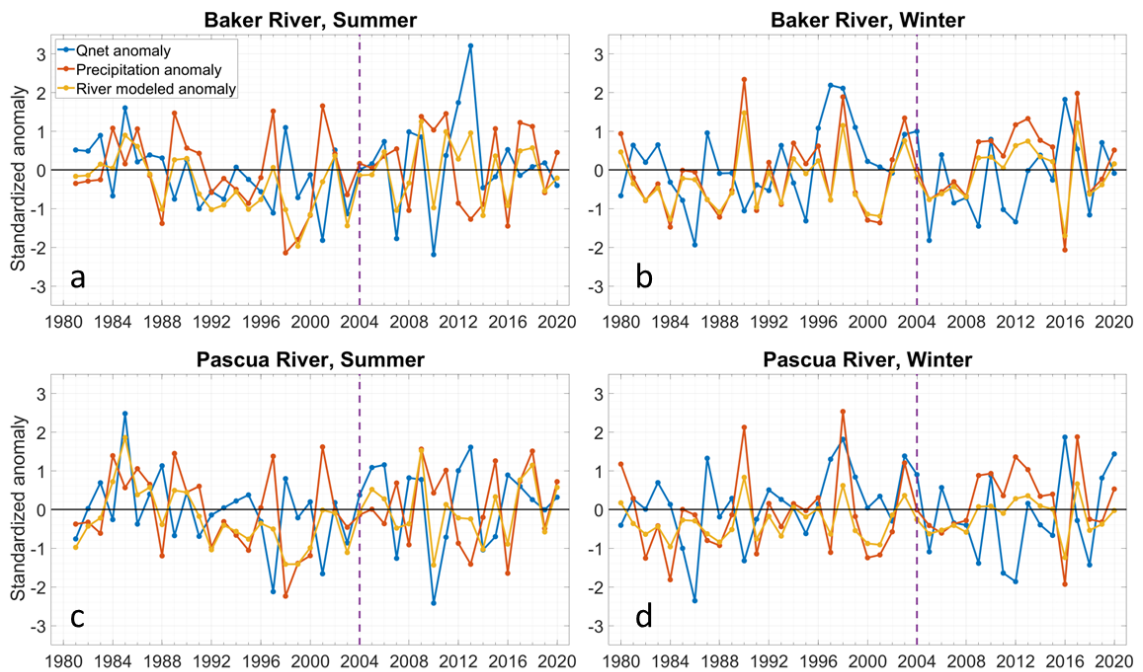 Baker River, Summer
Baker River, Winter
Qnet anomaly
Precipitation anomaly
River modeled anomaly
Standardized anomaly
3
2
1
0
-1
-2
-3
a
1980 1984 1988 1992 1996 2000 2004 2008 2012 2016 2020
3
2
1
0
-1
-2
-3
b
1980 1984 1988 1992 1996 2000 2004 2008 2012 2016 2020
Pascua River, Summer
Pascua River, Winter
Standardized anomaly
3
2
1
0
-1
-2
-3
c
1980 1984 1988 1992 1996 2000 2004 2008 2012 2016 2020
3
2
1
0
-1
-2
-3
d
1980 1984 1988 1992 1996 2000 2004 2008 2012 2016 2020